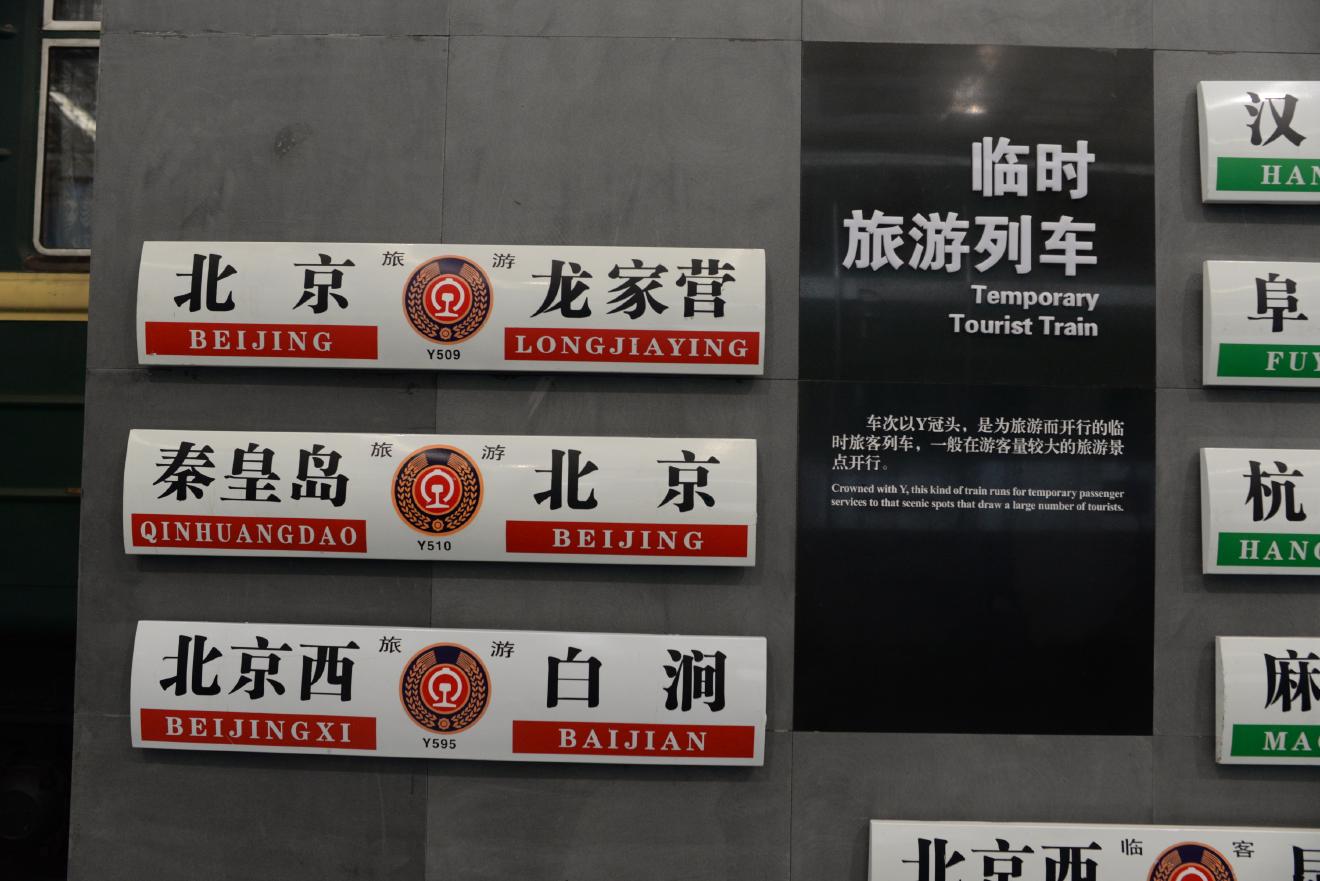 北 京 旅 游 龙家营
BEIJING Y509 LONGJIAYING
秦皇岛 旅 游 北 京
QINHUANGDAO Y510 BEIJING
北京西 旅 游 白 涧
BEIJINGXI Y595 BAIJIAN
临时
旅游列车
Temporary
Tourist Train
车次以Y冠头，是为旅游而开行的临
时旅客列车，一般在游客量较大的旅游景
点开行。
Crowned with Y, this kind of train runs for temporary passenger
services to that scenic spots that draw a large number of tourists.
汉
阜
杭
麻
北京西 临 客